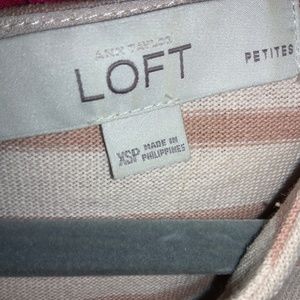 ANN TAYLOR
LOFT
PETITES
XSP MADE IN
PHILIPPINES